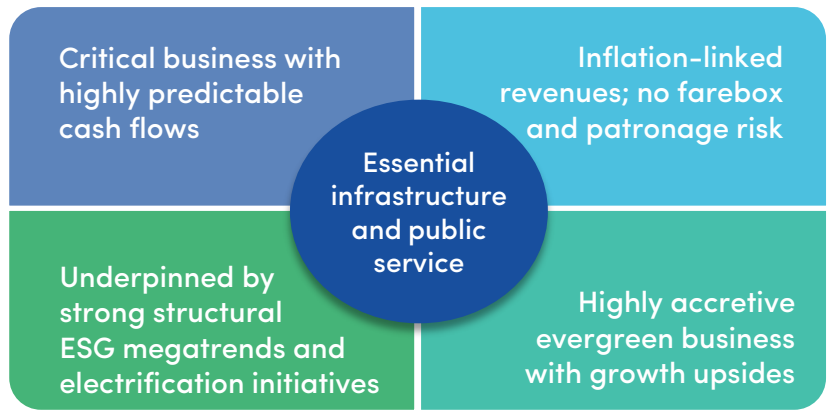 Critical business with
highly predictable
cash flows
Inflation-linked
revenues; no farebox
and patronage risk
Essential
infrastructure
and public
service
Underpinned by
strong structural
ESG megatrends and
electrification initiatives
Highly accretive
evergreen business
with growth upsides